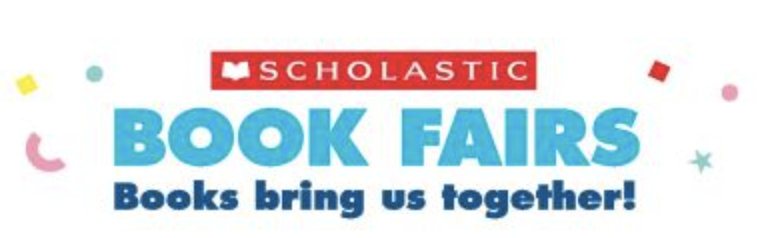 SCHOLASTIC
BOOK FAIRS
Books bring us together!